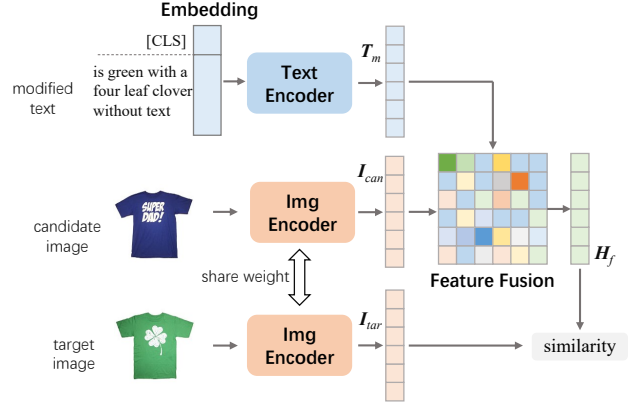 Embedding
[CLS]
is green with a
four leaf clover
without text
modified
text
Text
Encoder
T_m
candidate
image
SUPER
DAD!
Img
Encoder
I_can
Feature Fusion
H_f
share weight
target
image
Img
Encoder
I_tar
similarity